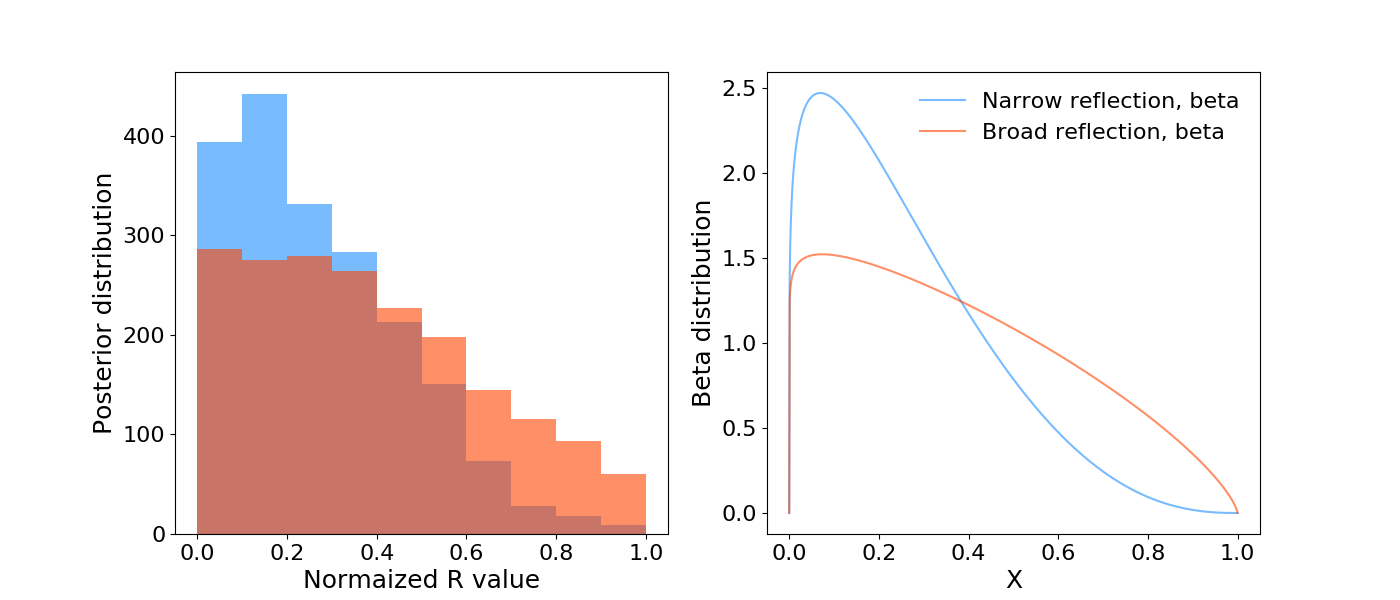 Posterior distribution
400
300
200
100
0
0.0 0.2 0.4 0.6 0.8 1.0
Normaized R value
Beta distribution
2.5
2.0
1.5
1.0
0.5
0.0
0.0 0.2 0.4 0.6 0.8 1.0
X
Narrow reflection, beta
Broad reflection, beta